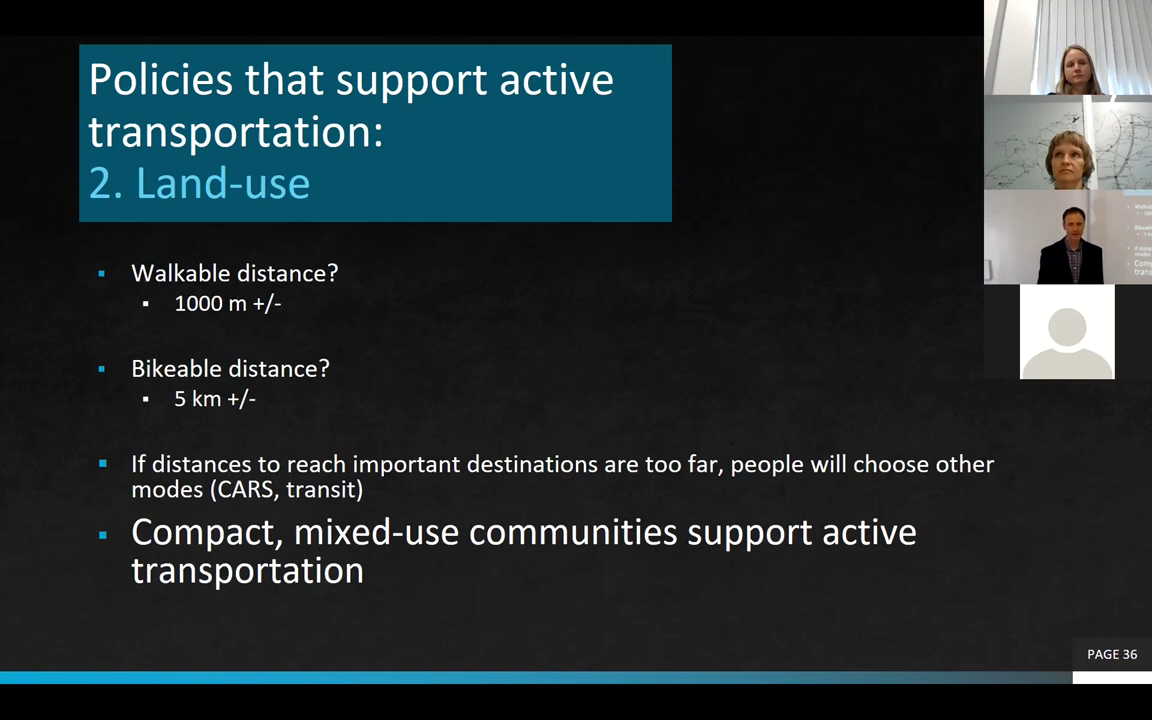 Policies that support active
transportation:
2. Land-use
Walkable distance?
1000 m +/-
Bikeable distance?
5 km +/-
If distances to reach important destinations are too far, people will choose other
modes (CARS, transit)
Compact, mixed-use communities support active
transportation
PAGE 36